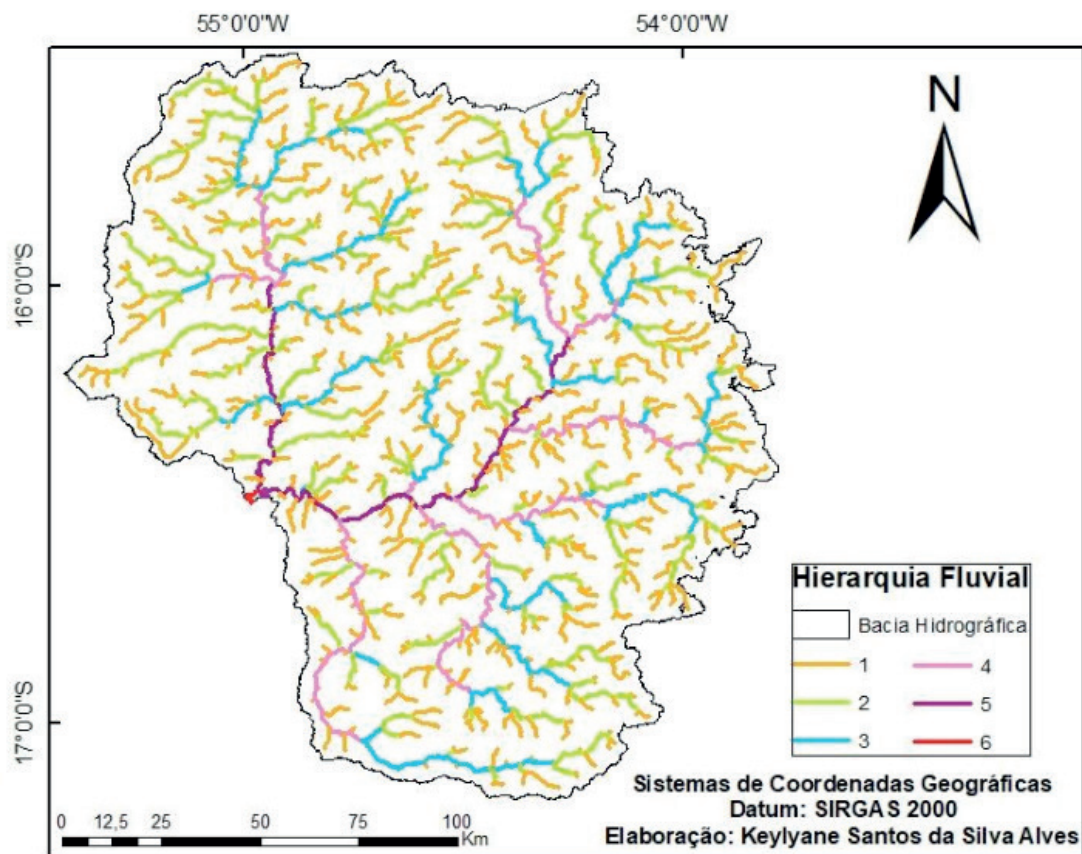 55°0'0"W
54°0'0"W
N
16°0'0"S
17°0'0"S
Hierarquia Fluvial
Bacia Hidrográfica
1
4
2
5
3
6
Sistemas de Coordenadas Geográficas
Datum: SIRGAS 2000
Elaboração: Keylyane Santos da Silva Alves
0 12,5 25 50 75 100
Km